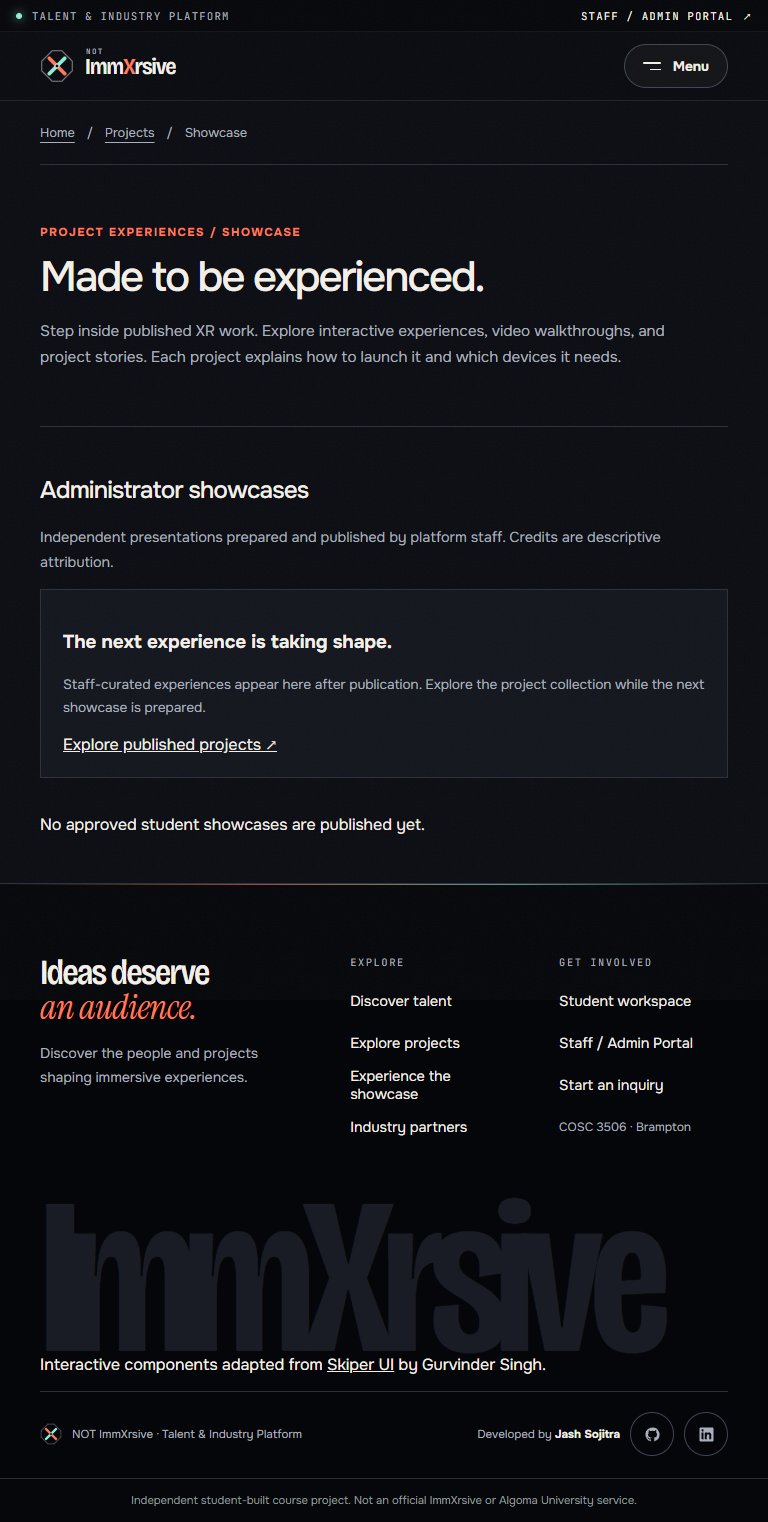 TALENT & INDUSTRY PLATFORM
STAFF / ADMIN PORTAL ↗
NOT
ImmXrsive
Menu
Home / Projects / Showcase
PROJECT EXPERIENCES / SHOWCASE
Made to be experienced.
Step inside published XR work. Explore interactive experiences, video walkthroughs, and
project stories. Each project explains how to launch it and which devices it needs.
Administrator showcases
Independent presentations prepared and published by platform staff. Credits are descriptive
attribution.
The next experience is taking shape.
Staff-curated experiences appear here after publication. Explore the project collection while the next
showcase is prepared.
Explore published projects ↗
No approved student showcases are published yet.
Ideas deserve
an audience.
Discover the people and projects
shaping immersive experiences.
EXPLORE
Discover talent
Explore projects
Experience the
showcase
Industry partners
GET INVOLVED
Student workspace
Staff / Admin Portal
Start an inquiry
COSC 3506 · Brampton
ImmXrsive
Interactive components adapted from Skiper UI by Gurvinder Singh.
NOT ImmXrsive · Talent & Industry Platform
Developed by Jash Sojitra
Independent student-built course project. Not an official ImmXrsive or Algoma University service.